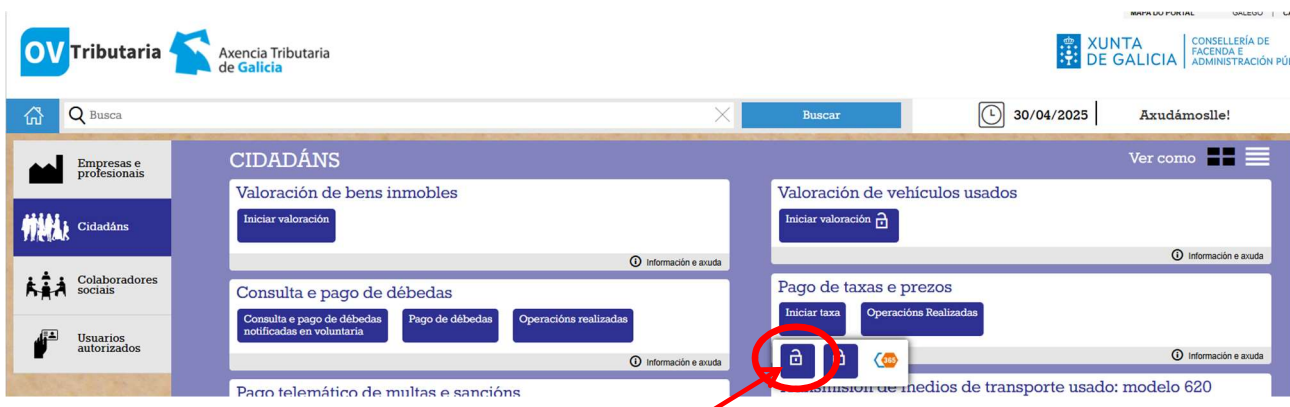 MAPA DO PORTAL GALEGO
OV Tributaria
Axencia Tributaria
de Galicia
XUNTA
DE GALICIA
CONSELLERÍA DE
FACENDA E
ADMINISTRACIÓN
Busca
Buscar
30/04/2025
Axudámoslle!
Empresas e
profesionais
Cidadáns
Colaboradores
sociais
Usuarios
autorizados
CIDADÁNS
Ver como
Valoración de bens inmobles
Iniciar valoración
Información e axuda
Valoración de vehículos usados
Iniciar valoración
Información e axuda
Consulta e pago de débedas
Consulta e pago de débedas
notificadas en voluntaria
Pago de débedas
Operacións realizadas
Información e axuda
Pago de taxas e prezos
Iniciar taxa
Operacións Realizadas
365
Información e axuda
Pago telemático de multas e sancións
de medios de transporte usado: modelo 620